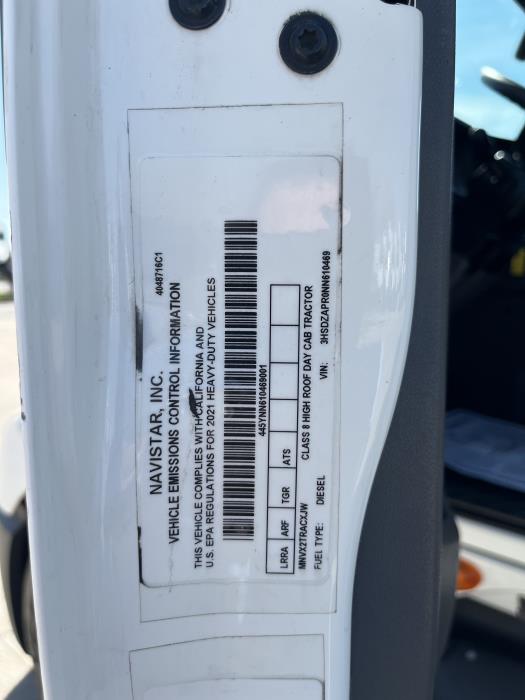 4048716C1
NAVISTAR, INC.
VEHICLE EMISSIONS CONTROL INFORMATION
THIS VEHICLE COMPLIES WITH CALIFORNIA AND
U.S. EPA REGULATIONS FOR 2021 HEAVY-DUTY VEHICLES
445YNN610469001
LRRA ARF TGR ATS
MNVX2TRACXJW CLASS 8 HIGH ROOF DAY CAB TRACTOR
FUEL TYPE: DIESEL VIN: 3HSDZAPR0NN610469